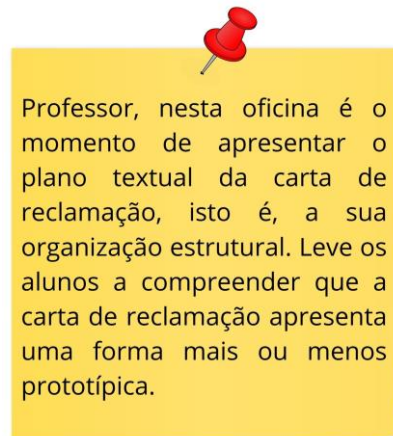 Professor, nesta oficina é o
momento de apresentar o
plano textual da carta de
reclamação, isto é, a sua
organização estrutural. Leve os
alunos a compreender que a
carta de reclamação apresenta
uma forma mais ou menos
prototípica.